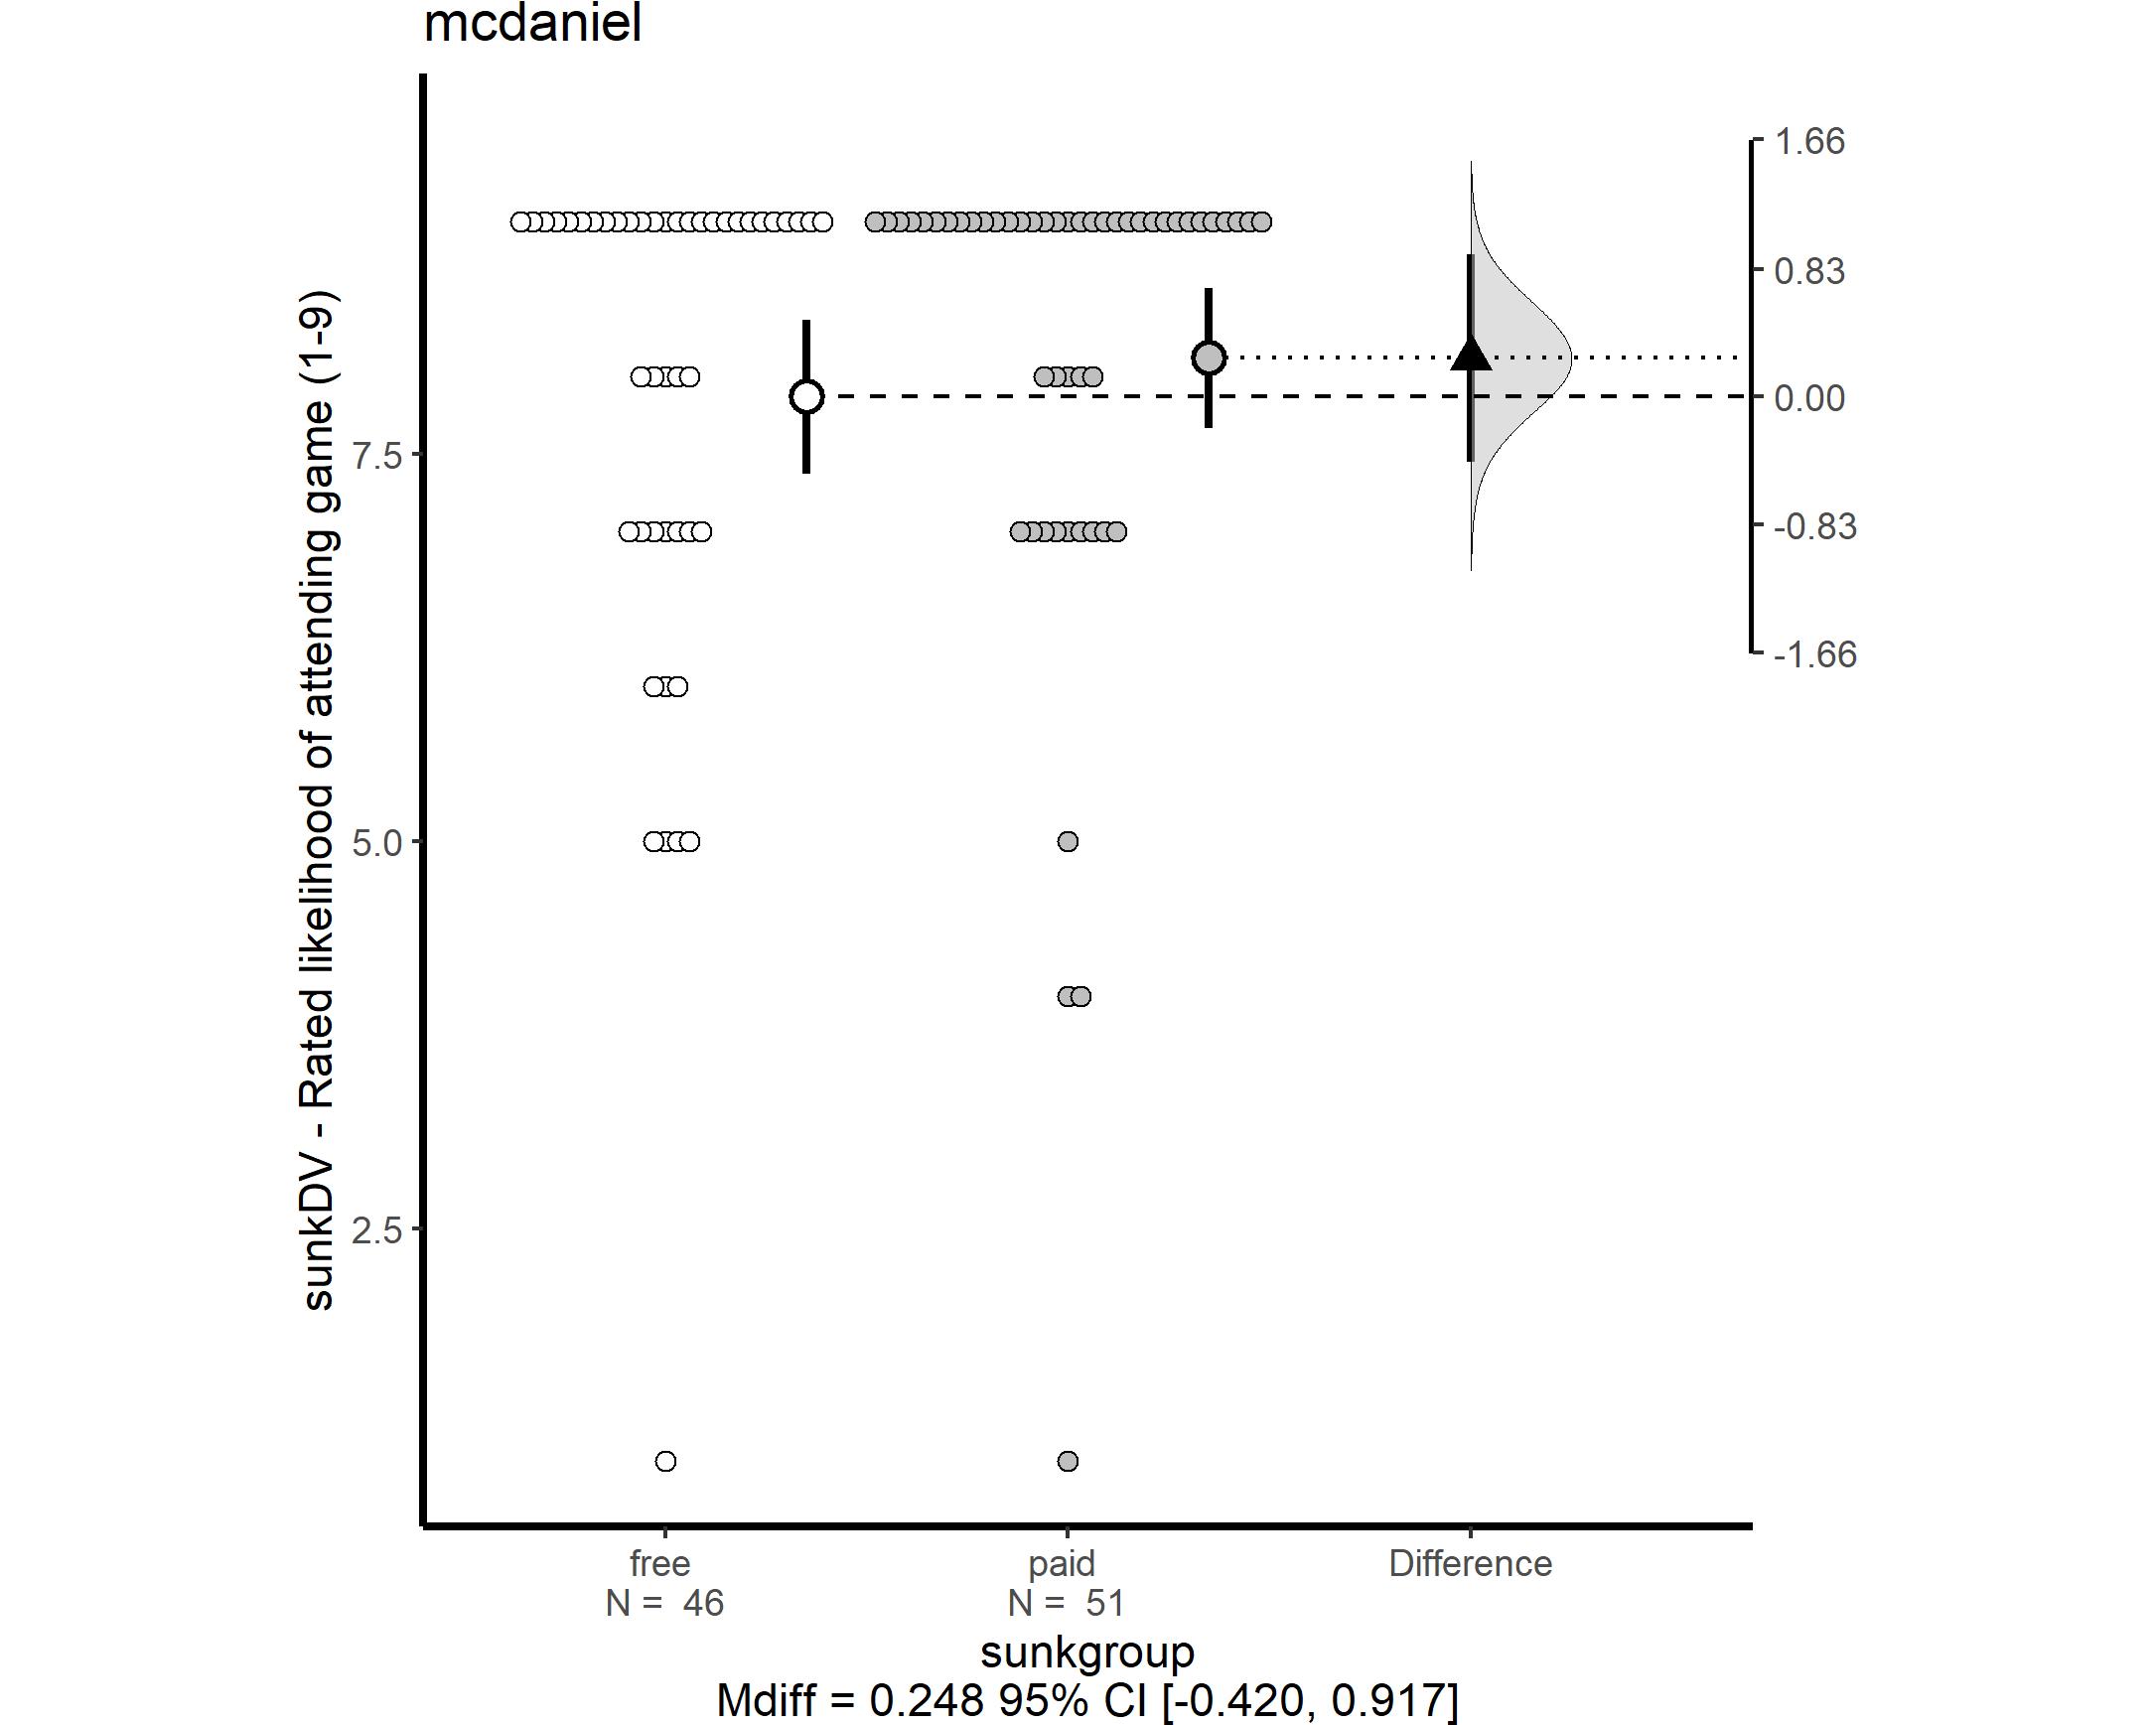 mcdaniel
sunkDV - Rated likelihood of attending game (1-9)
7.5
5.0
2.5
1.66
0.83
0.00
-0.83
-1.66
free
N =  46
paid
N =  51
Difference
sunkgroup
Mdiff = 0.248 95% CI [-0.420, 0.917]